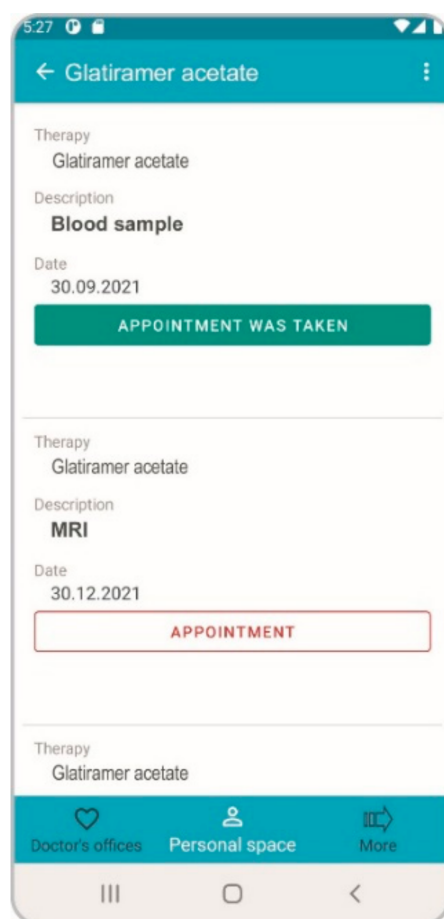 5:27
Glatiramer acetate
Therapy
Glatiramer acetate
Description
Blood sample
Date
30.09.2021
APPOINTMENT WAS TAKEN
Therapy
Glatiramer acetate
Description
MRI
Date
30.12.2021
APPOINTMENT
Therapy
Glatiramer acetate
Doctor's offices Personal space More